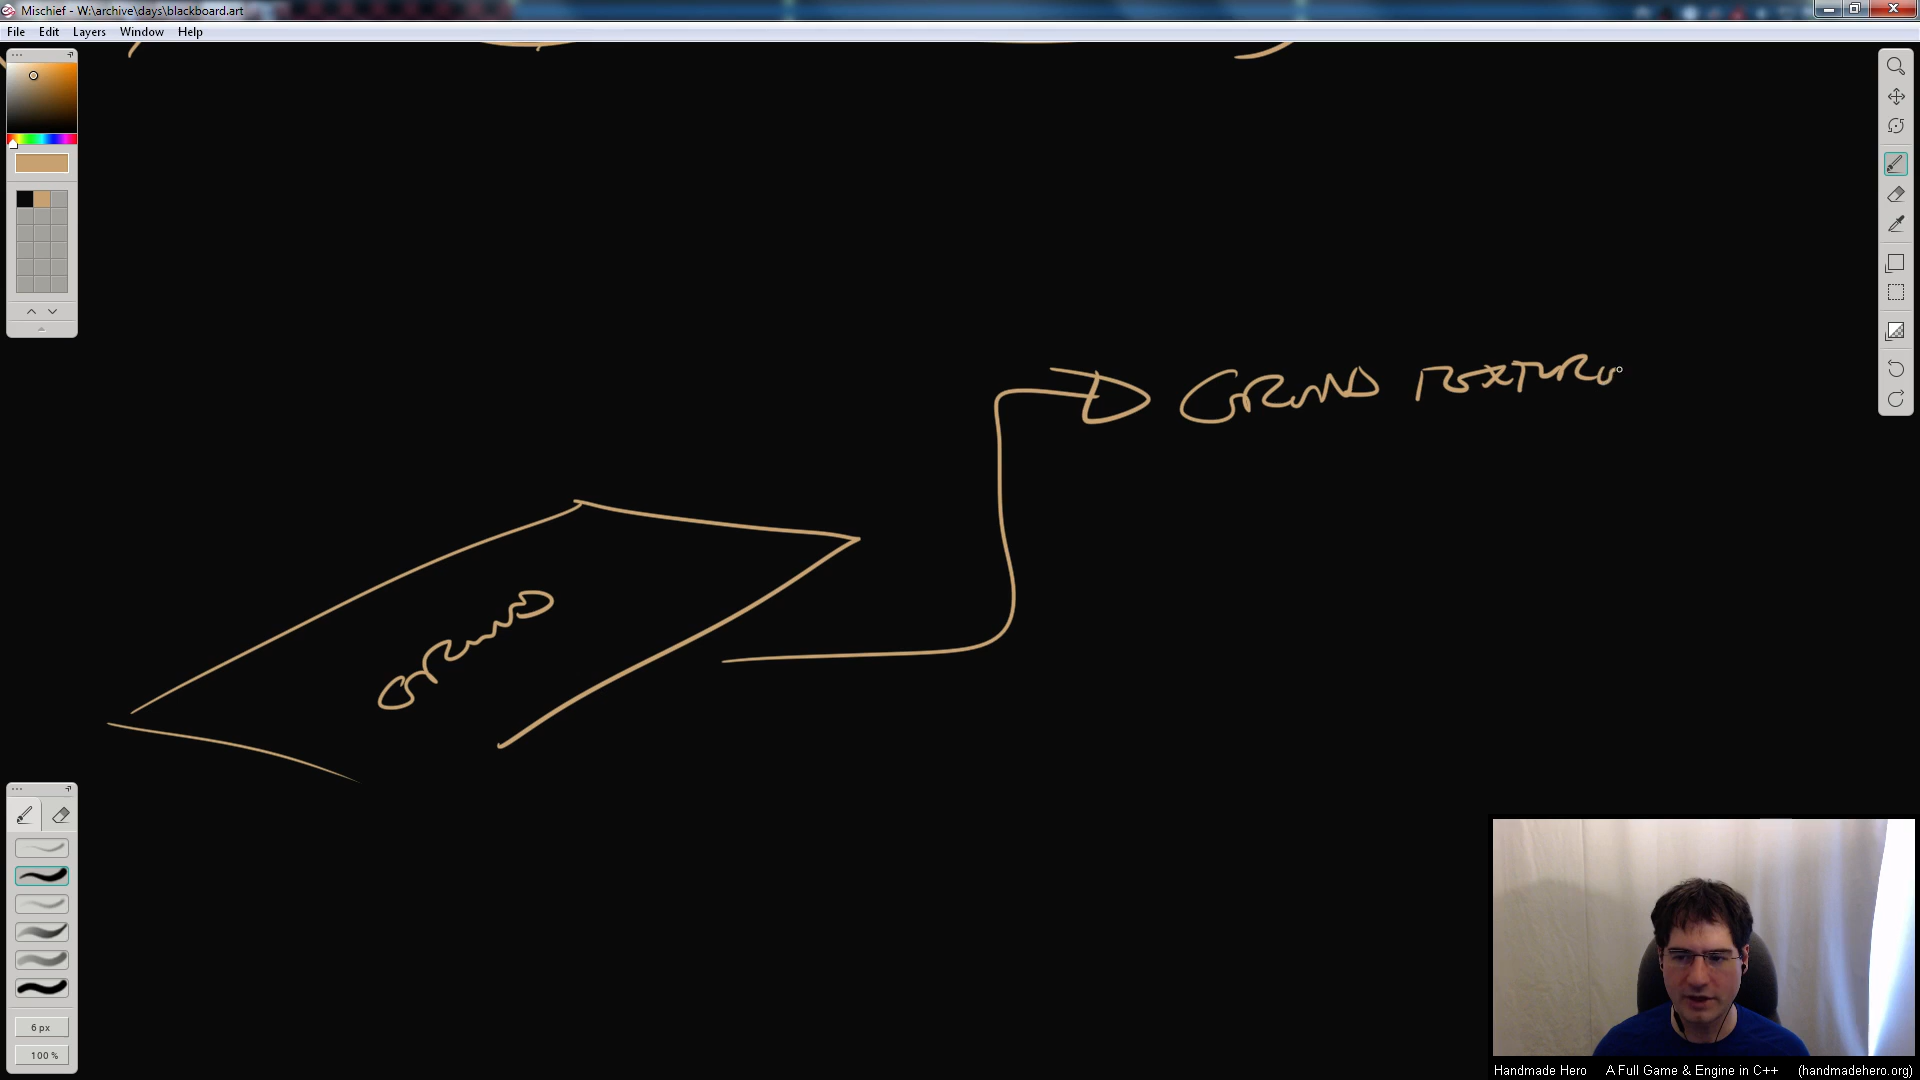 Mischief - W:\archive\days\blackboard.art
File Edit Layers Window Help
GROUND TEXTURE
GROUND
6 px
100 %
Handmade Hero A Full Game & Engine in C++ (handmadehero.org)